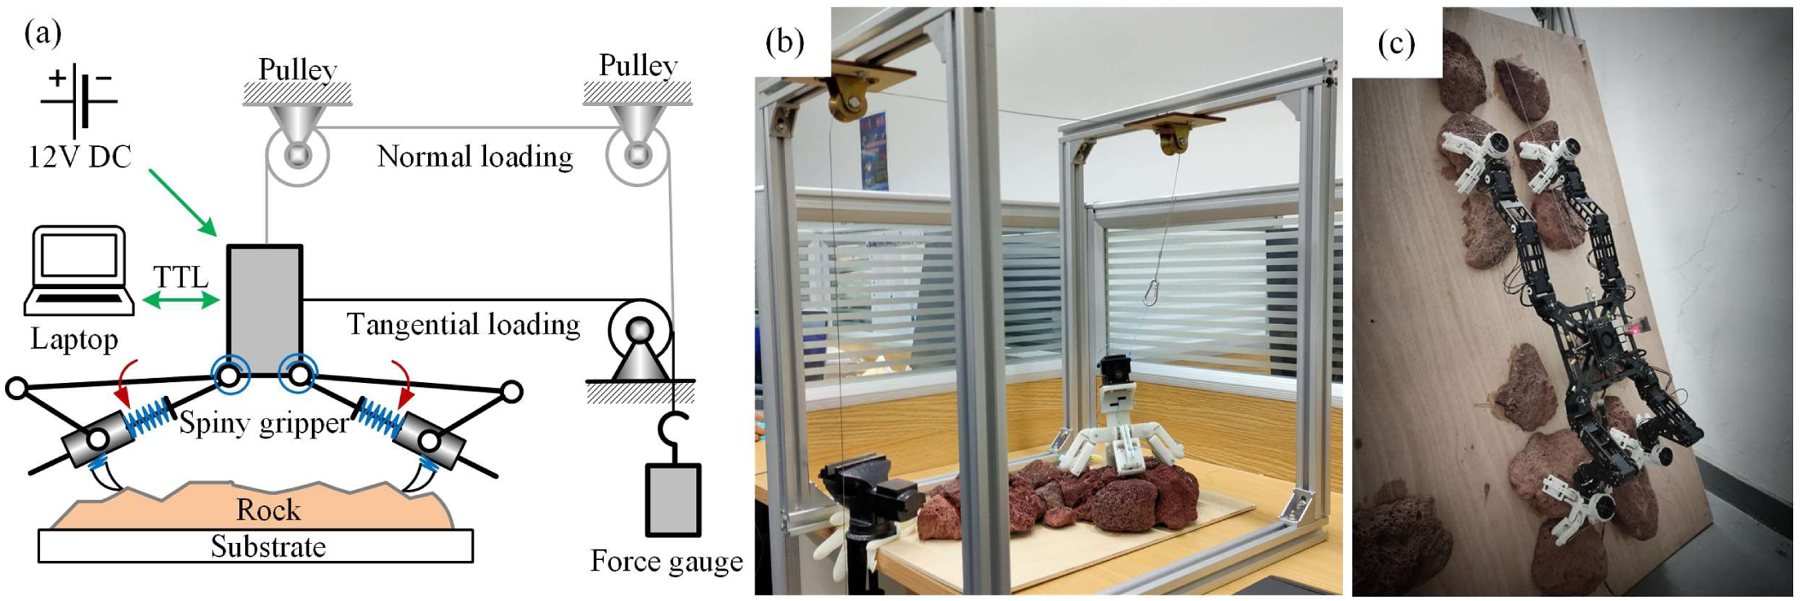 (a)
+ −
12V DC
Pulley
Pulley
Normal loading
TTL
Laptop
Tangential loading
Spiny gripper
Rock
Substrate
Force gauge
(b)
(c)